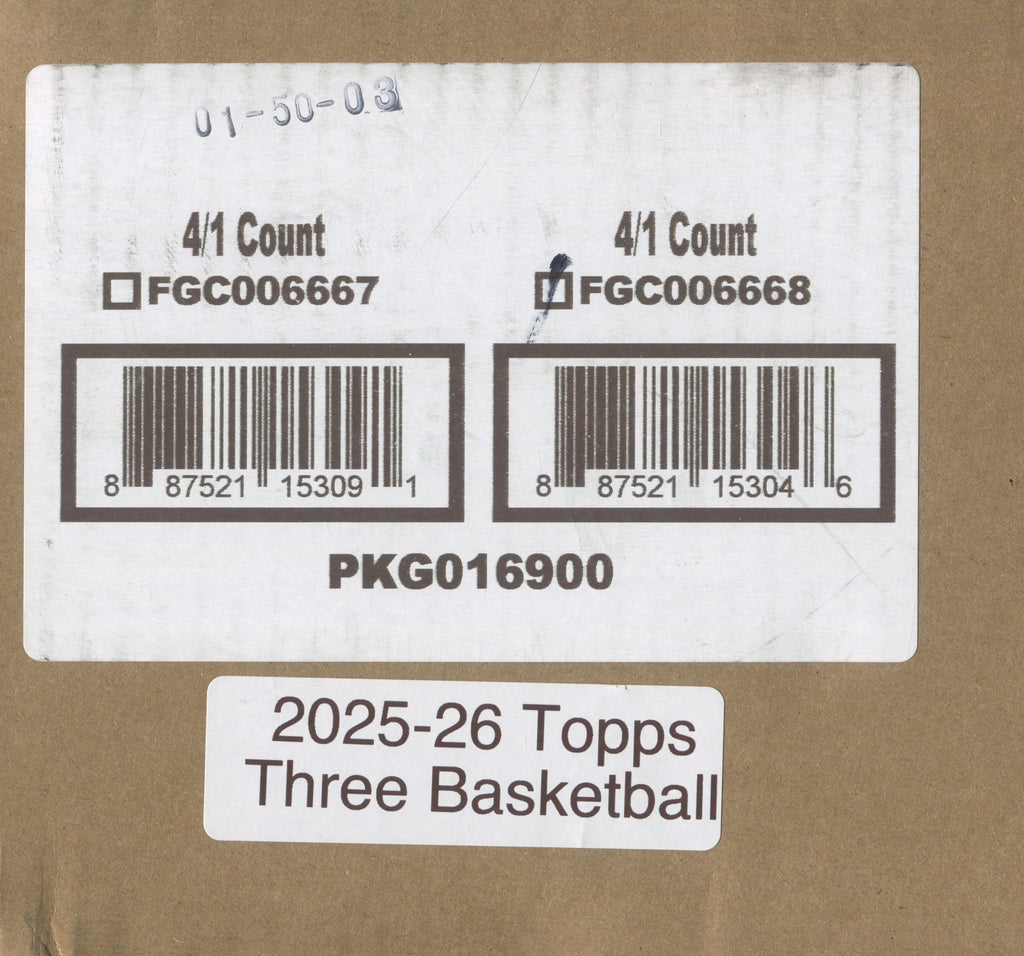 01-50-03
4/1 Count
FGC006667
8 87521 15309 1
4/1 Count
FGC006668
8 87521 15304 6
PKG016900
2025-26 Topps
Three Basketball